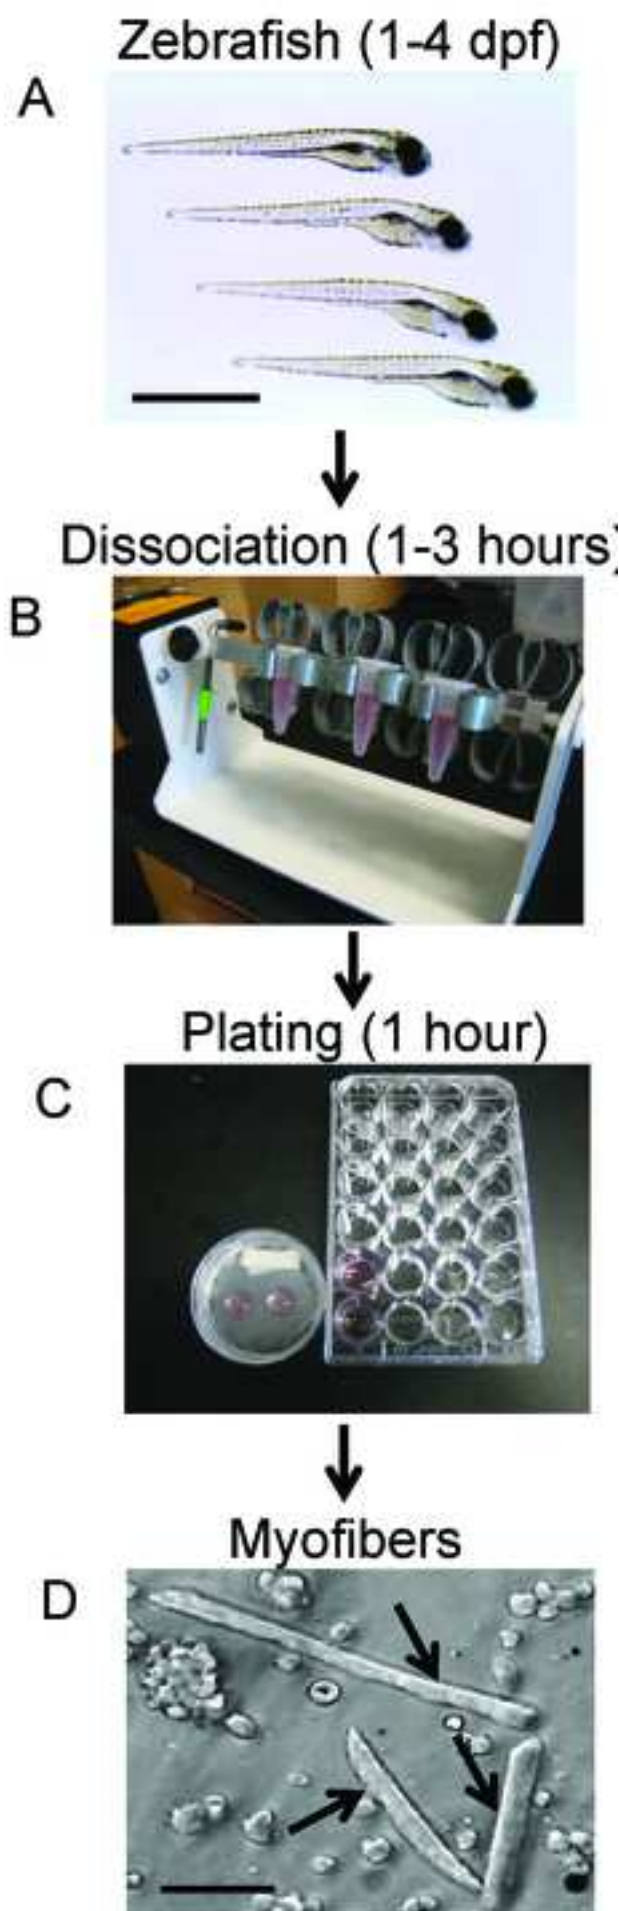 Zebrafish (1-4 dpf)
A
Dissociation (1-3 hours)
B
Plating (1 hour)
C
Myofibers
D